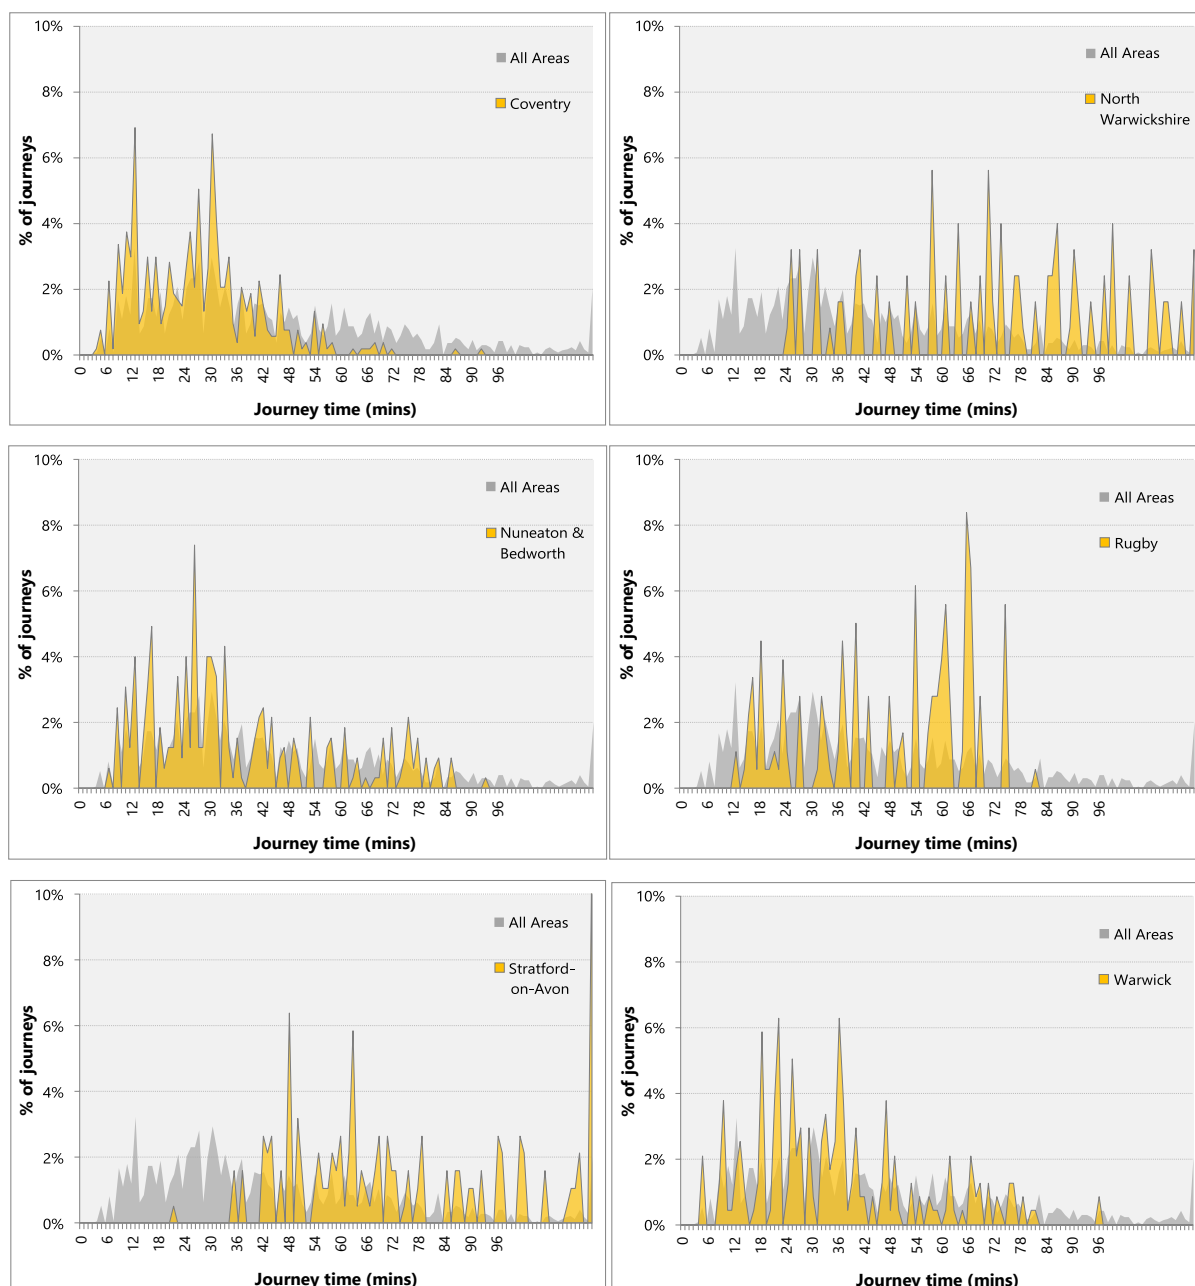 10%
8%
6%
4%
2%
0%
% of journeys
All Areas
Coventry
0 6 12 18 24 30 36 42 48 54 60 66 72 78 84 90 96
Journey time (mins)
10%
8%
6%
4%
2%
0%
% of journeys
All Areas
North
Warwickshire
0 6 12 18 24 30 36 42 48 54 60 66 72 78 84 90 96
Journey time (mins)
10%
8%
6%
4%
2%
0%
% of journeys
All Areas
Nuneaton &
Bedworth
0 6 12 18 24 30 36 42 48 54 60 66 72 78 84 90 96
Journey time (mins)
10%
8%
6%
4%
2%
0%
% of journeys
All Areas
Rugby
0 6 12 18 24 30 36 42 48 54 60 66 72 78 84 90 96
Journey time (mins)
10%
8%
6%
4%
2%
0%
% of journeys
All Areas
Stratford-
on-Avon
0 6 12 18 24 30 36 42 48 54 60 66 72 78 84 90 96
Journey time (mins)
10%
8%
6%
4%
2%
0%
% of journeys
All Areas
Warwick
0 6 12 18 24 30 36 42 48 54 60 66 72 78 84 90 96
Journey time (mins)